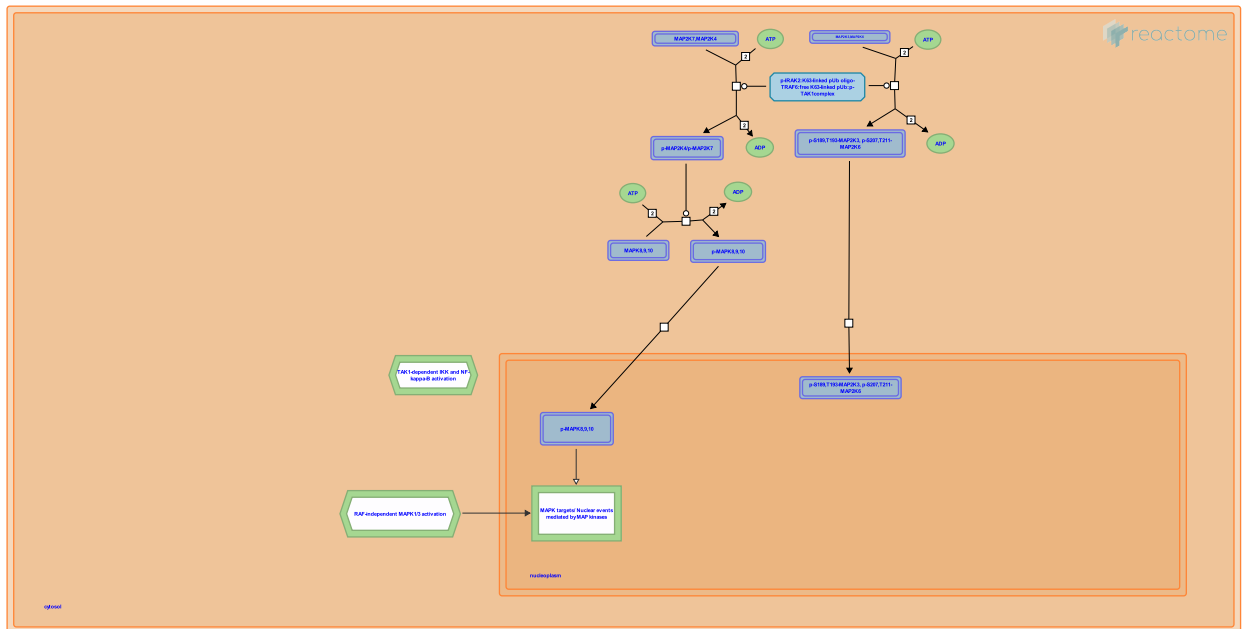 reactome
MAP2K7,MAP2K4
ATP
ATP
2
2
p-IRAK2:K63-linked pUb oligo-
TRAF6:free K63-linked pUb:p-
TAK1complex
2
2
p-MAP2K4/p-MAP2K7
ADP
p-S189,T193-MAP2K3, p-S207,T211-
MAP2K6
ADP
ATP
ADP
2
2
MAPK8,9,10
p-MAPK8,9,10
TAK1-dependent IKK and NF-
kappa-B activation
p-S189,T193-MAP2K3, p-S207,T211-
MAP2K6
p-MAPK8,9,10
RAF-independent MAPK1/3 activation
MAPK targets/ Nuclear events
mediated by MAP kinases
nucleoplasm
cytosol